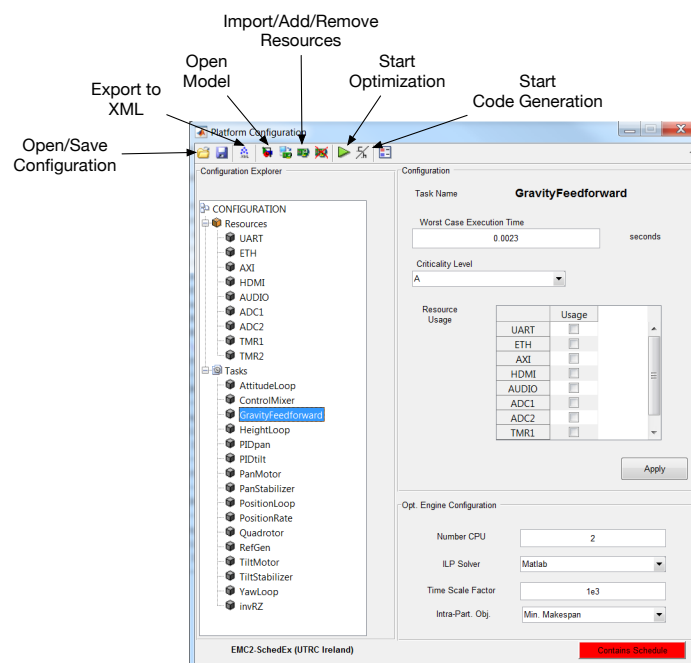 Import/Add/Remove
Resources
Open
Model
Start
Optimization
Start
Code Generation
Export to
XML
Open/Save
Configuration
Platform Configuration
XML
Configuration Explorer
CONFIGURATION
Resources
UART
ETH
AXI
HDMI
AUDIO
ADC1
ADC2
TMR1
TMR2
Tasks
AttitudeLoop
ControlMixer
GravityFeedforward
HeightLoop
PIDpan
PIDtilt
PanMotor
PanStabilizer
PositionLoop
PositionRate
Quadrotor
RefGen
TiltMotor
TiltStabilizer
YawLoop
invRZ
EMC2-SchedEx (UTRC Ireland)
Configuration
Task Name GravityFeedforward
Worst Case Execution Time
0.0023 seconds
Criticality Level
A
Resource
Usage
Usage
UART
ETH
AXI
HDMI
AUDIO
ADC1
ADC2
TMR1
Apply
Opt. Engine Configuration
Number CPU 2
ILP Solver Matlab
Time Scale Factor 1e3
Intra-Part. Obj. Min. Makespan
Contains Schedule